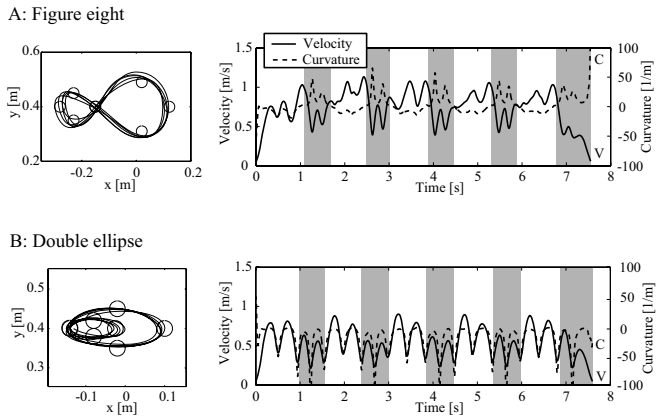 A: Figure eight
0.6
0.4
0.2
-0.2
0
0.2
y [m]
x [m]
Velocity
Curvature
1.5
1
0.5
0
Velocity [m/s]
100
50
0
-50
-100
Curvature [1/m]
C
V
0
1
2
3
4
5
6
7
8
Time [s]
B: Double ellipse
0.5
0.4
0.3
y [m]
-0.1
0
0.1
x [m]
1.5
1
0.5
0
Velocity [m/s]
100
50
0
-50
-100
Curvature [1/m]
C
V
0
1
2
3
4
5
6
7
8
Time [s]